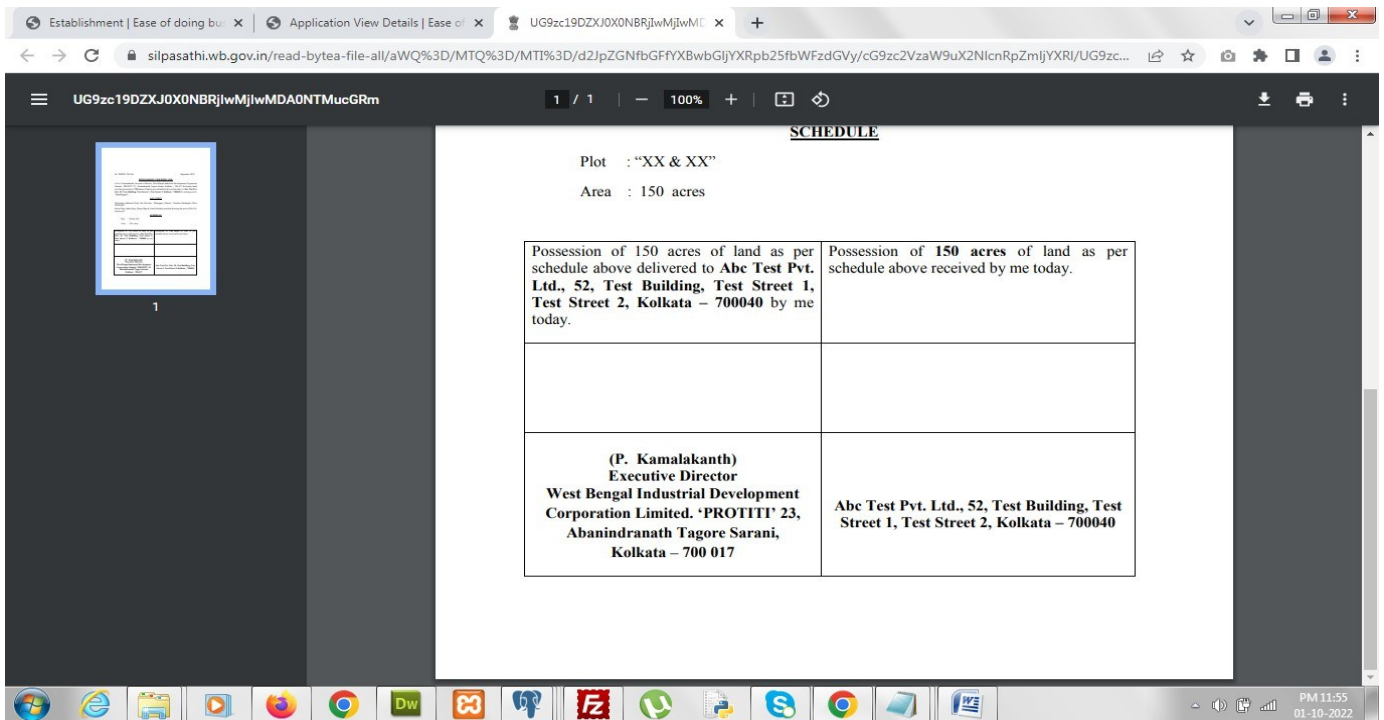 Establishment | Ease of doing bu
Application View Details | Ease of
UG9zc19DZXJ0X0NBRjIwMjIwMD
silpasathi.wb.gov.in/read-bytea-file-all/aWQ%3D/MTQ%3D/MTI%3D/d2JpZGNfbGFfYXBwbGljYXRpb25fbWFzdGVy/cG9zc2Vzc2lvbl9jZXJ0aWZpY2F0ZQ/UG9zc...
UG9zc19DZXJ0X0NBRjIwMjIwMDA0NTMucGRm
1 / 1
100%
SCHEDULE
Plot : “XX & XX”
Area : 150 acres
Possession of 150 acres of land as per
schedule above delivered to Abc Test Pvt.
Ltd., 52, Test Building, Test Street 1,
Test Street 2, Kolkata – 700040 by me
today.
Possession of 150 acres of land as per
schedule above received by me today.
(P. Kamalakanth)
Executive Director
West Bengal Industrial Development
Corporation Limited. ‘PROTITI’ 23,
Abanindranath Tagore Sarani,
Kolkata – 700 017
Abc Test Pvt. Ltd., 52, Test Building, Test
Street 1, Test Street 2, Kolkata – 700040
1
Dw
PM 11:55
01-10-2022